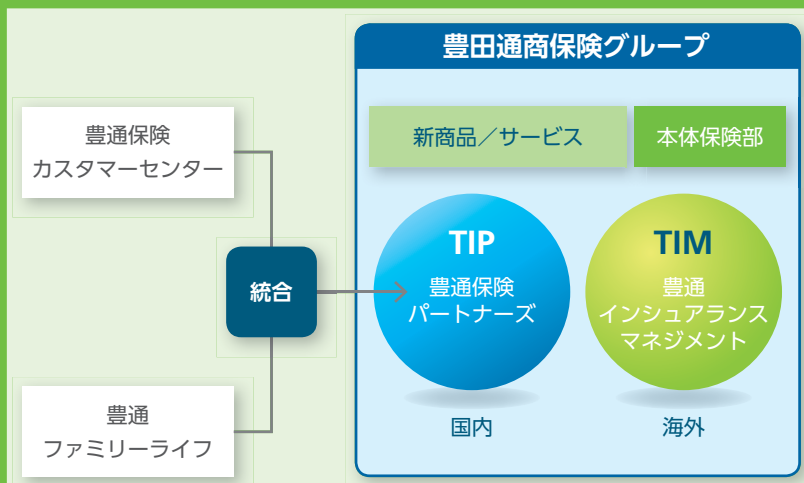 豊田通商保険グループ
豊通保険
カスタマーセンター
新商品／サービス
本体保険部
統合
TIP
豊通保険
パートナーズ
TIM
豊通
インシュアランス
マネジメント
豊通
ファミリーライフ
国内
海外